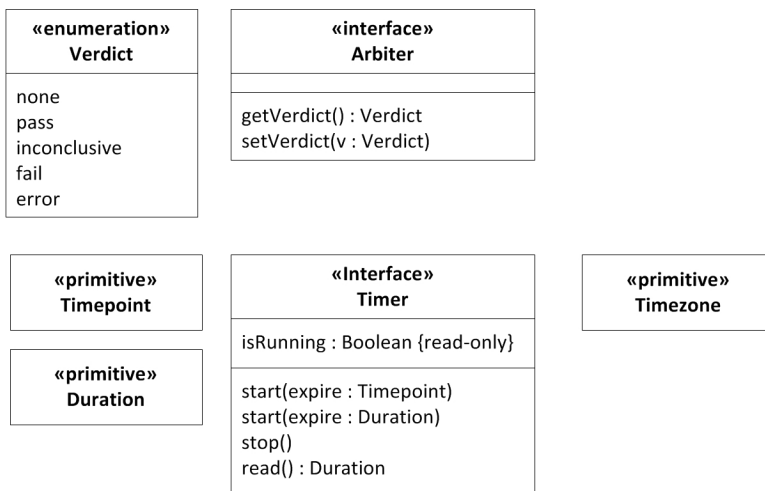 «enumeration»
Verdict
none
pass
inconclusive
fail
error
«interface»
Arbiter
getVerdict() : Verdict
setVerdict(v : Verdict)
«primitive»
Timepoint
«primitive»
Duration
«Interface»
Timer
isRunning : Boolean {read-only}
start(expire : Timepoint)
start(expire : Duration)
stop()
read() : Duration
«primitive»
Timezone